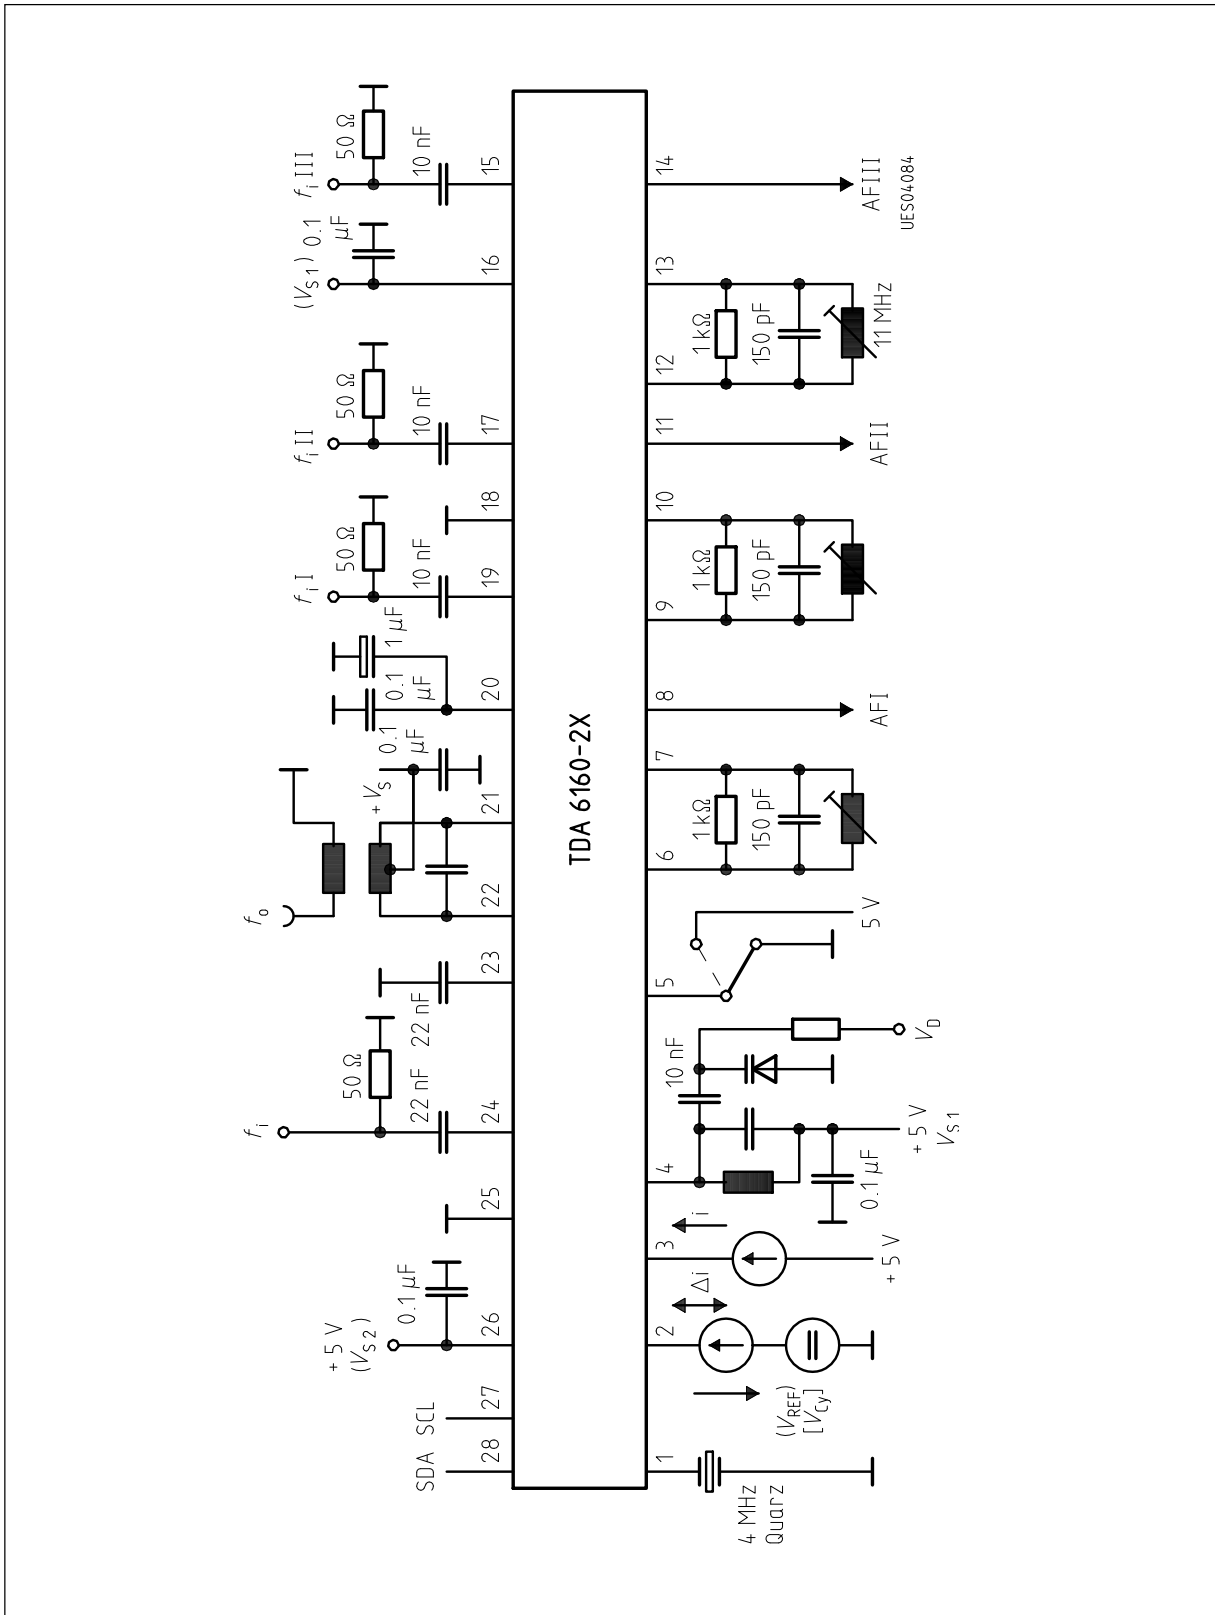 SDA SCL
28
27
+ 5 V
(V_S2)
26
0.1 µF
25
f_i
50 Ω
22 nF
24
22 nF
23
f_o
22
+ V_S
21
0.1
µF
20
0.1
µF
1 µF
f_i I
50 Ω
10 nF
19
18
f_i II
50 Ω
10 nF
17
(V_S1)
0.1
µF
16
f_i III
50 Ω
10 nF
15
TDA 6160-2X
1
4 MHz
Quarz
2
Δi
(V_REF)
[V_Cy]
3
i
+ 5 V
4
10 nF
V_D
+ 5 V
V_S1
0.1 µF
5
5 V
6
7
1 kΩ
150 pF
8
AFI
9
10
1 kΩ
150 pF
11
AFII
12
13
1 kΩ
150 pF
11 MHz
14
AFIII
UES04084